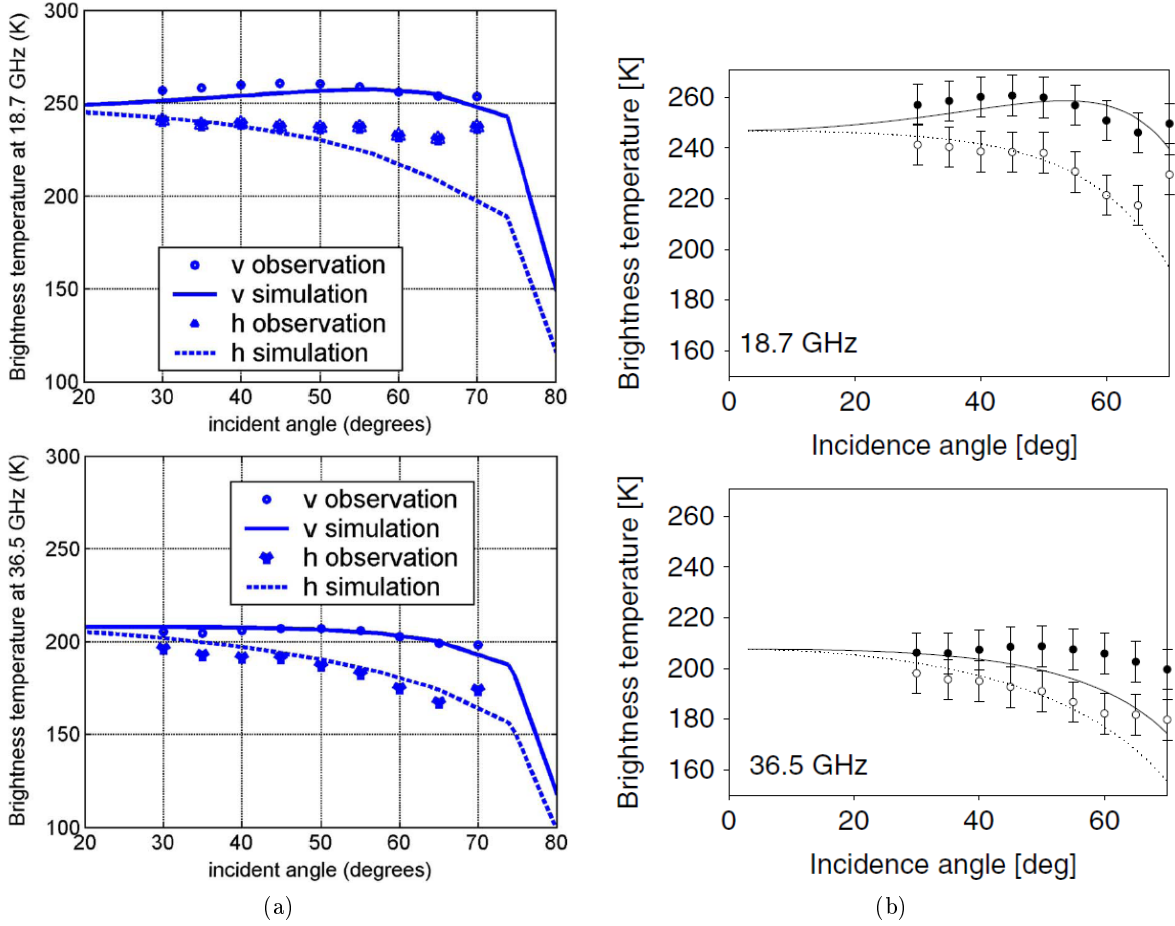 Brightness temperature at 18.7 GHz (K)
300
250
200
150
100
v observation
v simulation
h observation
h simulation
20 30 40 50 60 70 80
incident angle (degrees)
Brightness temperature at 36.5 GHz (K)
300
250
200
150
100
v observation
v simulation
h observation
h simulation
20 30 40 50 60 70 80
incident angle (degrees)
(a)
Brightness temperature [K]
260
240
220
200
180
160
18.7 GHz
0 20 40 60
Incidence angle [deg]
Brightness temperature [K]
260
240
220
200
180
160
36.5 GHz
0 20 40 60
Incidence angle [deg]
(b)